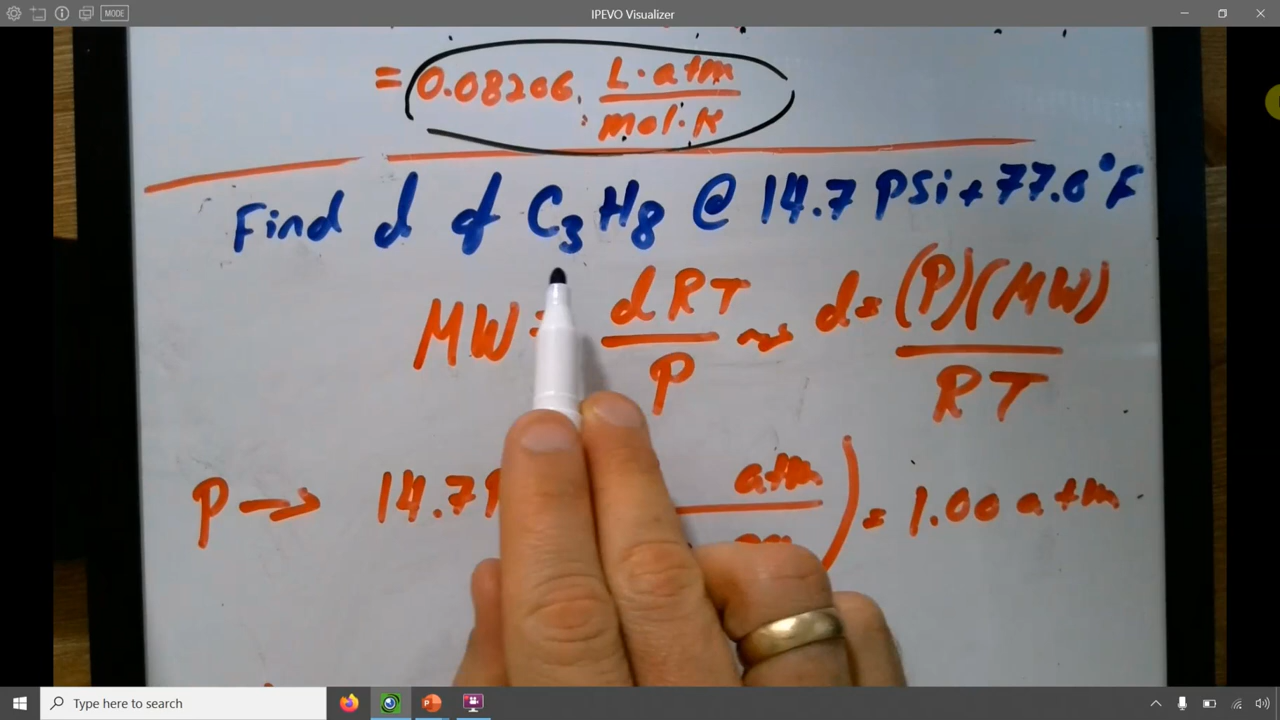 MODE
IPEVO Visualizer
= 0.08206 L·atm
mol·K
Find d of C3H8 @ 14.7 PSi + 77.0°F
MW = dRT/P ⇝ d = (P)(MW)/RT
P → 14.7 atm ) = 1.00 atm
Type here to search